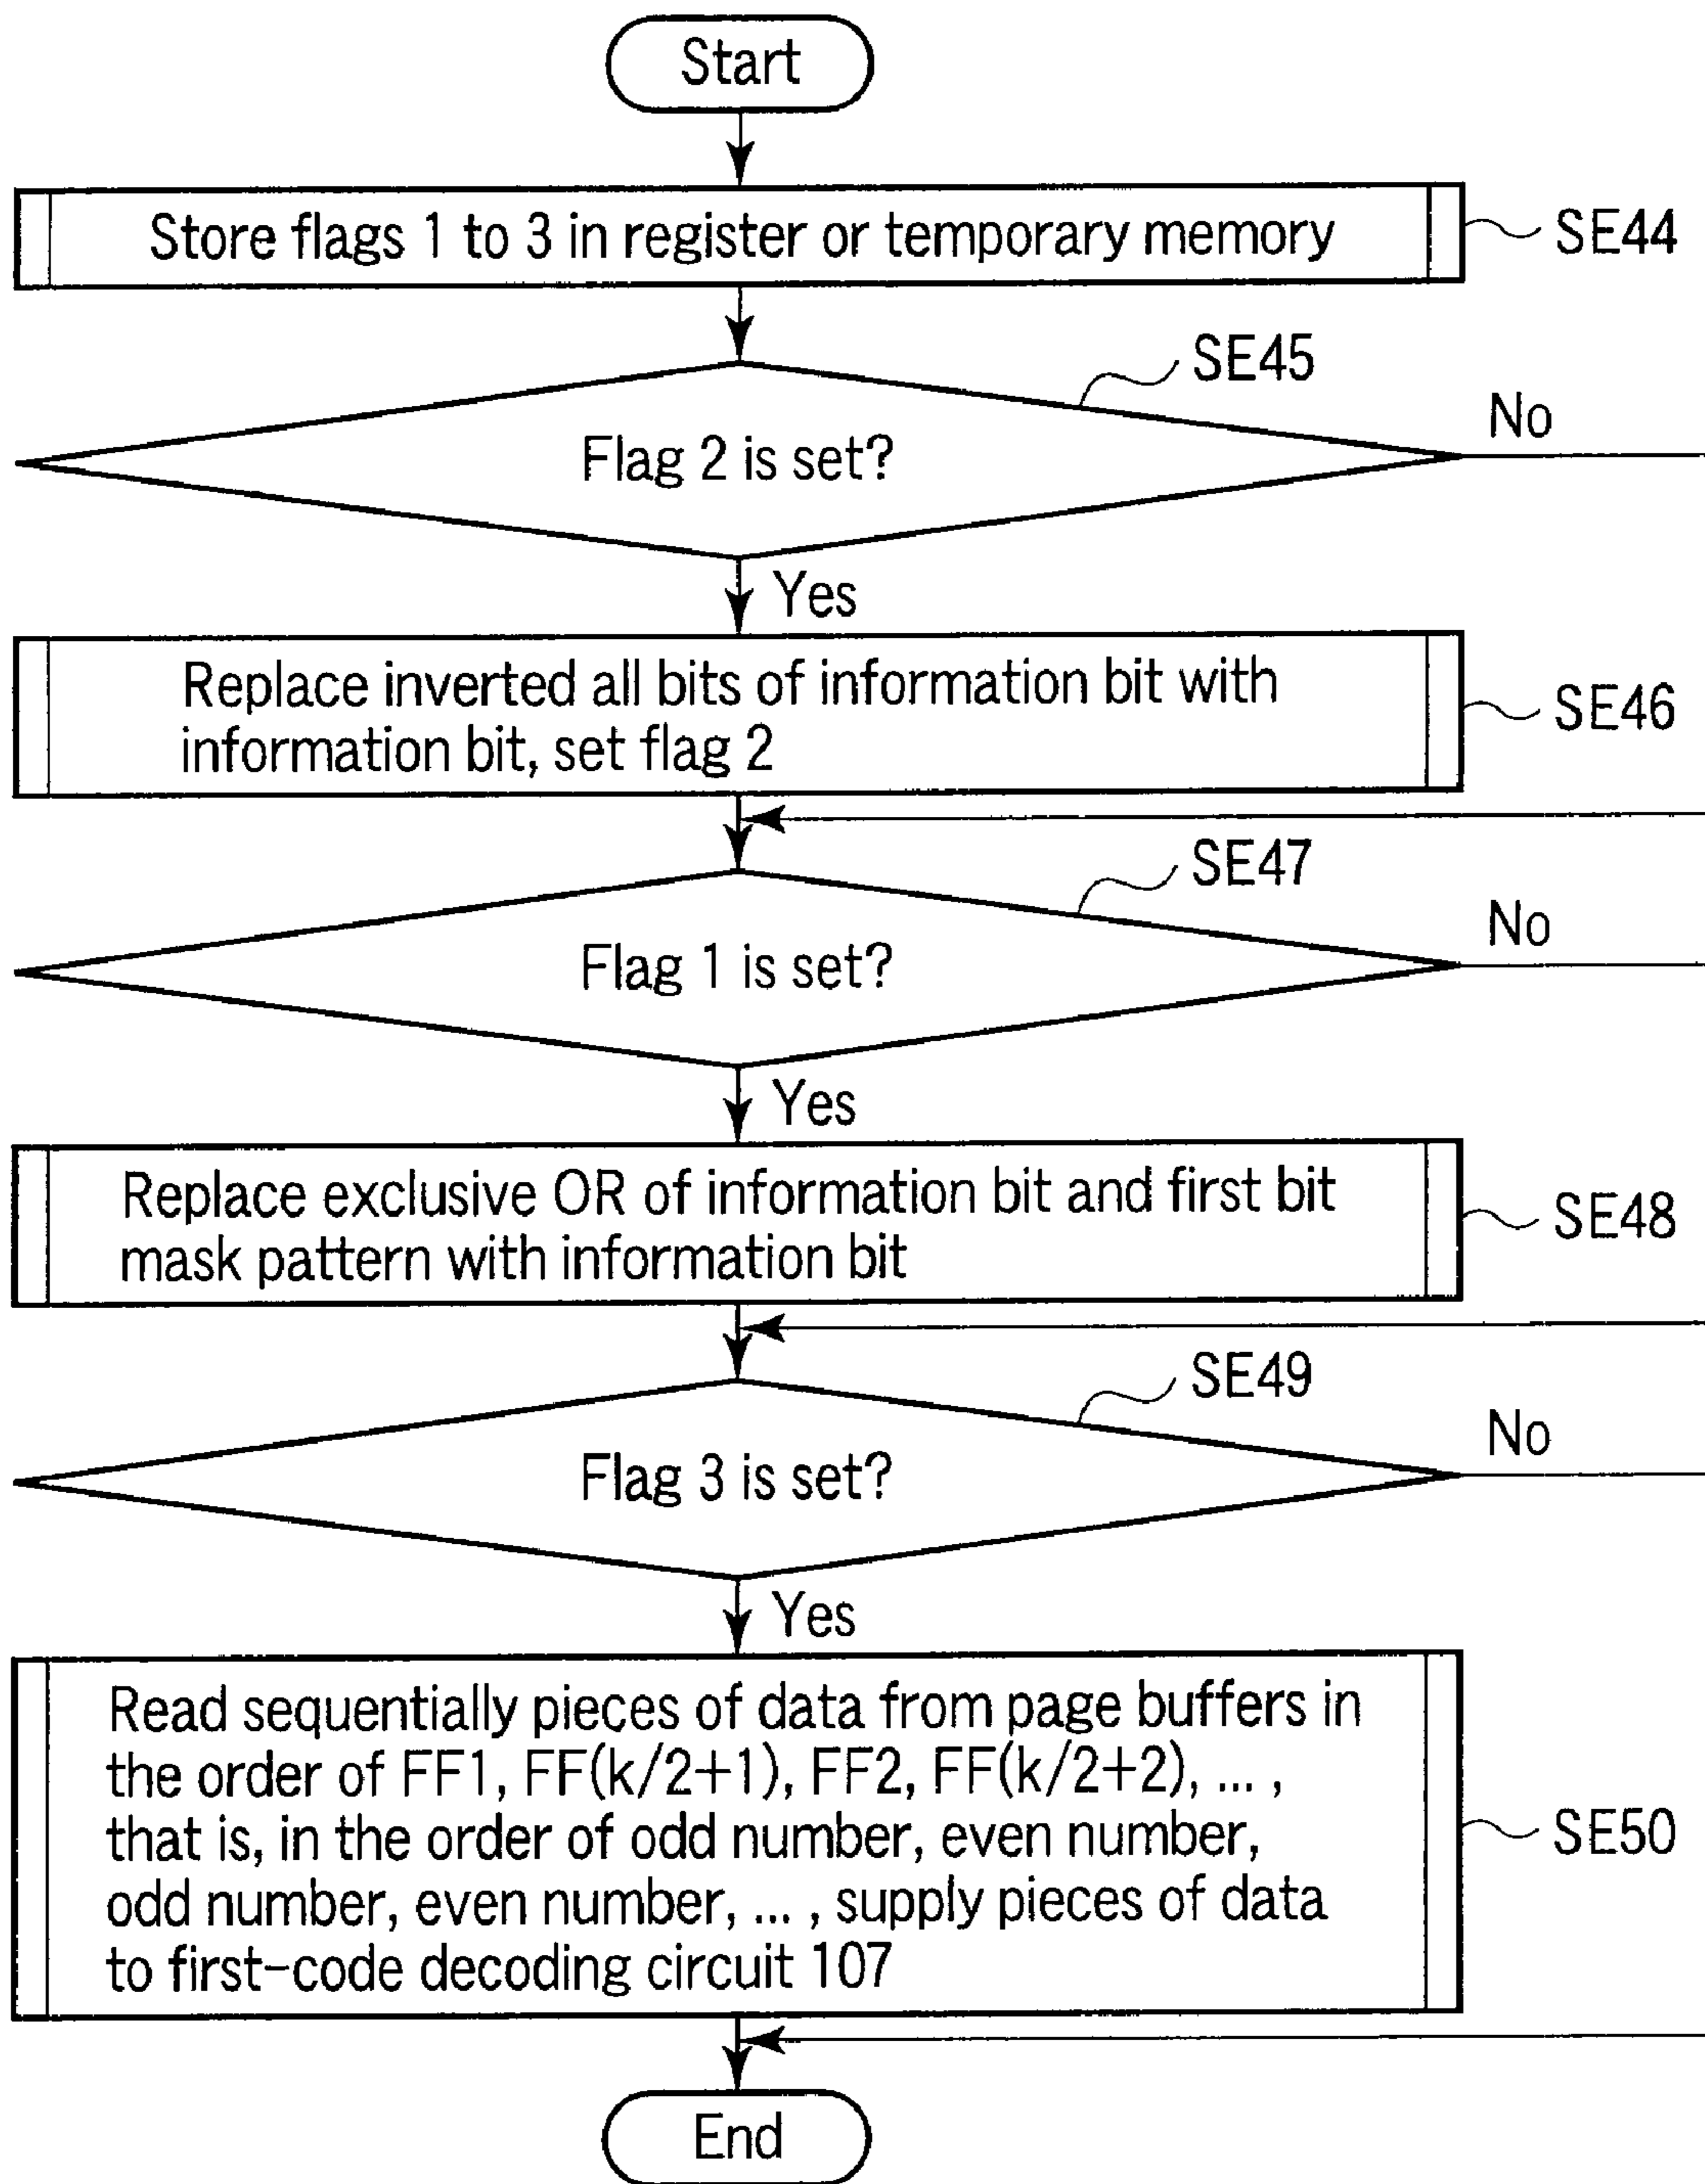 Start
Store flags 1 to 3 in register or temporary memory
SE44
SE45
Flag 2 is set?
No
Yes
Replace inverted all bits of information bit with
information bit, set flag 2
SE46
SE47
Flag 1 is set?
No
Yes
Replace exclusive OR of information bit and first bit
mask pattern with information bit
SE48
SE49
Flag 3 is set?
No
Yes
Read sequentially pieces of data from page buffers in
the order of FF1, FF(k/2+1), FF2, FF(k/2+2), ... ,
that is, in the order of odd number, even number,
odd number, even number, ... , supply pieces of data
to first-code decoding circuit 107
SE50
End